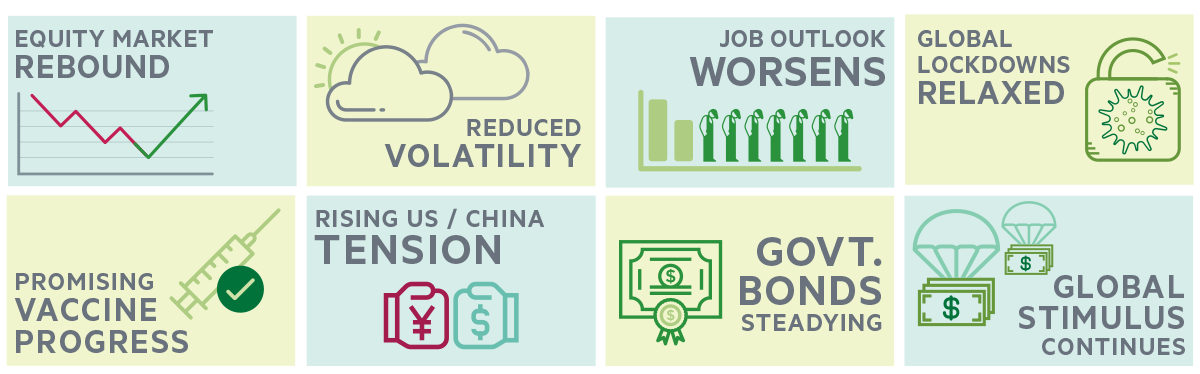 EQUITY MARKET
REBOUND
REDUCED
VOLATILITY
JOB OUTLOOK
WORSENS
GLOBAL
LOCKDOWNS
RELAXED
PROMISING
VACCINE
PROGRESS
RISING US / CHINA
TENSION
¥
$
$
$
GOVT.
BONDS
STEADYING
$
$
GLOBAL
STIMULUS
CONTINUES